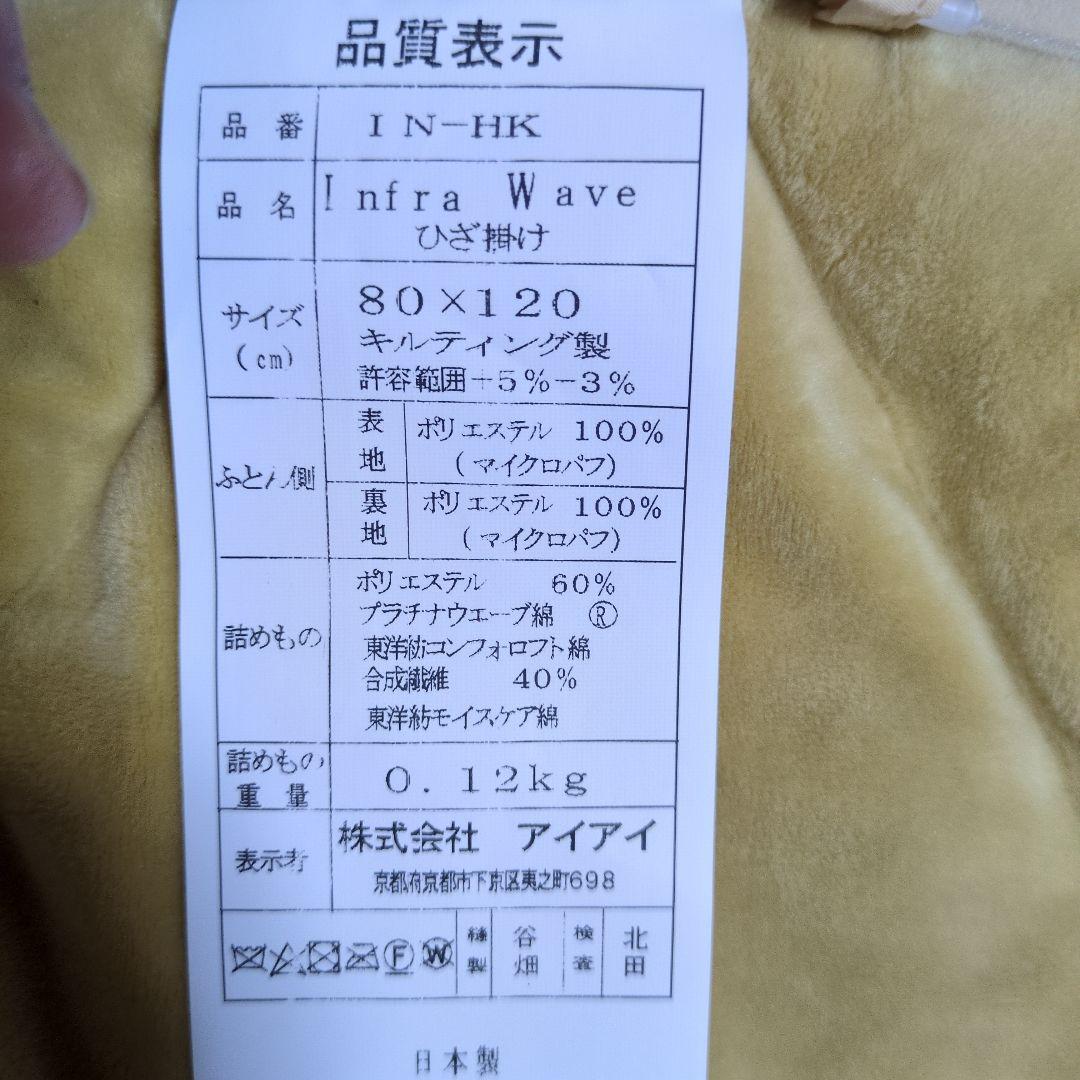 品質表示
品番 IN-HK
品名 Infra Wave
ひざ掛け
サイズ 80×120
(cm) キルティング製
許容範囲+5%-3%
ふとん側 表地 ポリエステル 100%
(マイクロパフ)
裏地 ポリエステル 100%
(マイクロパフ)
詰めもの ポリエステル 60%
プラチナウエーブ綿 Ⓡ
東洋紡コンフォロフト綿
合成繊維 40%
東洋紡モイスケア綿
詰めもの重量 0.12kg
表示者 株式会社 アイアイ
京都府京都市下京区夷之町698
F W 縫製 谷畑 検査 北田
日本製